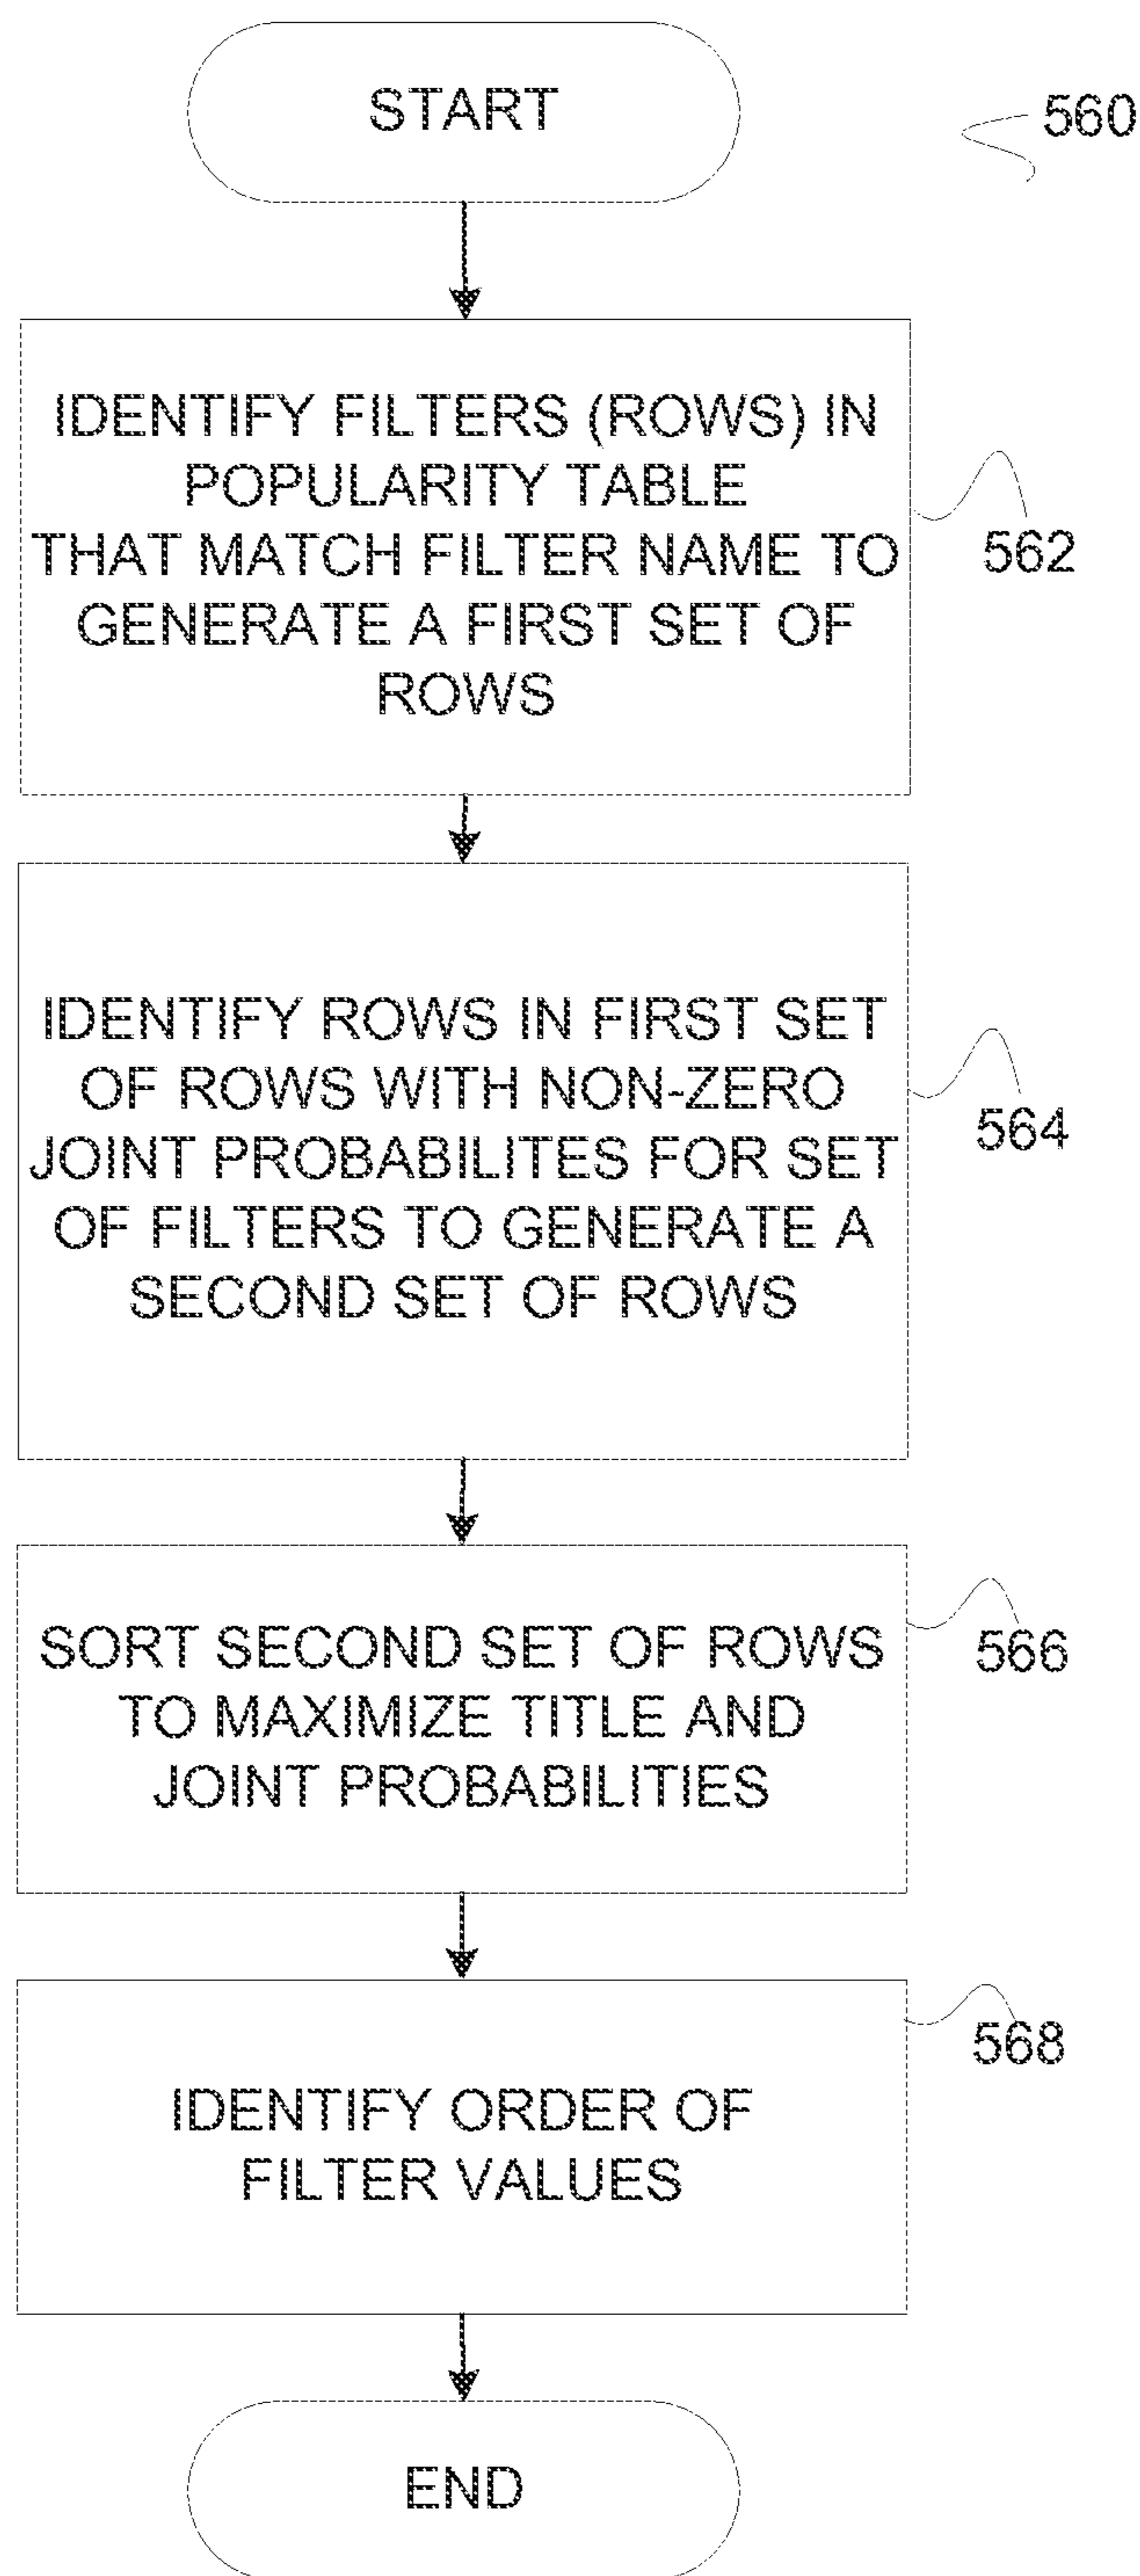 START
560
IDENTIFY FILTERS (ROWS) IN
POPULARITY TABLE
THAT MATCH FILTER NAME TO
GENERATE A FIRST SET OF
ROWS
562
IDENTIFY ROWS IN FIRST SET
OF ROWS WITH NON-ZERO
JOINT PROBABILITES FOR SET
OF FILTERS TO GENERATE A
SECOND SET OF ROWS
564
SORT SECOND SET OF ROWS
TO MAXIMIZE TITLE AND
JOINT PROBABILITIES
566
IDENTIFY ORDER OF
FILTER VALUES
568
END